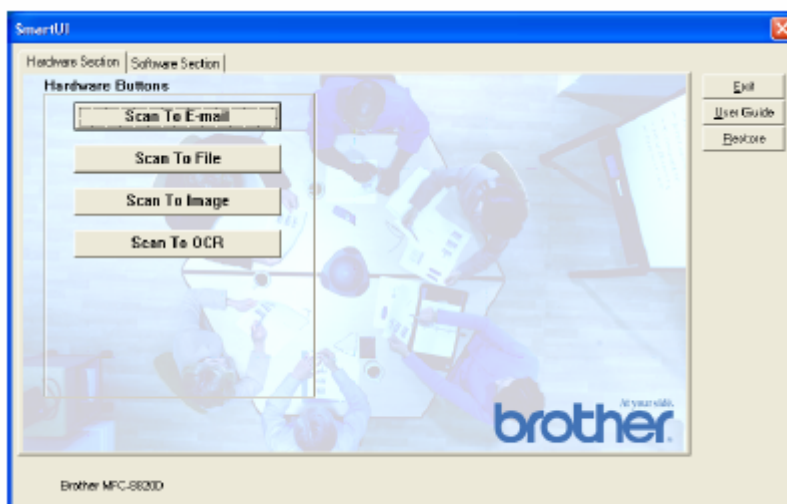 SmartUI
Hardware Section
Software Section
Hardware Buttons
Scan To E-mail
Scan To File
Scan To Image
Scan To OCR
Exit
User Guide
Restore
At your side.
brother
Brother MFC-8820D